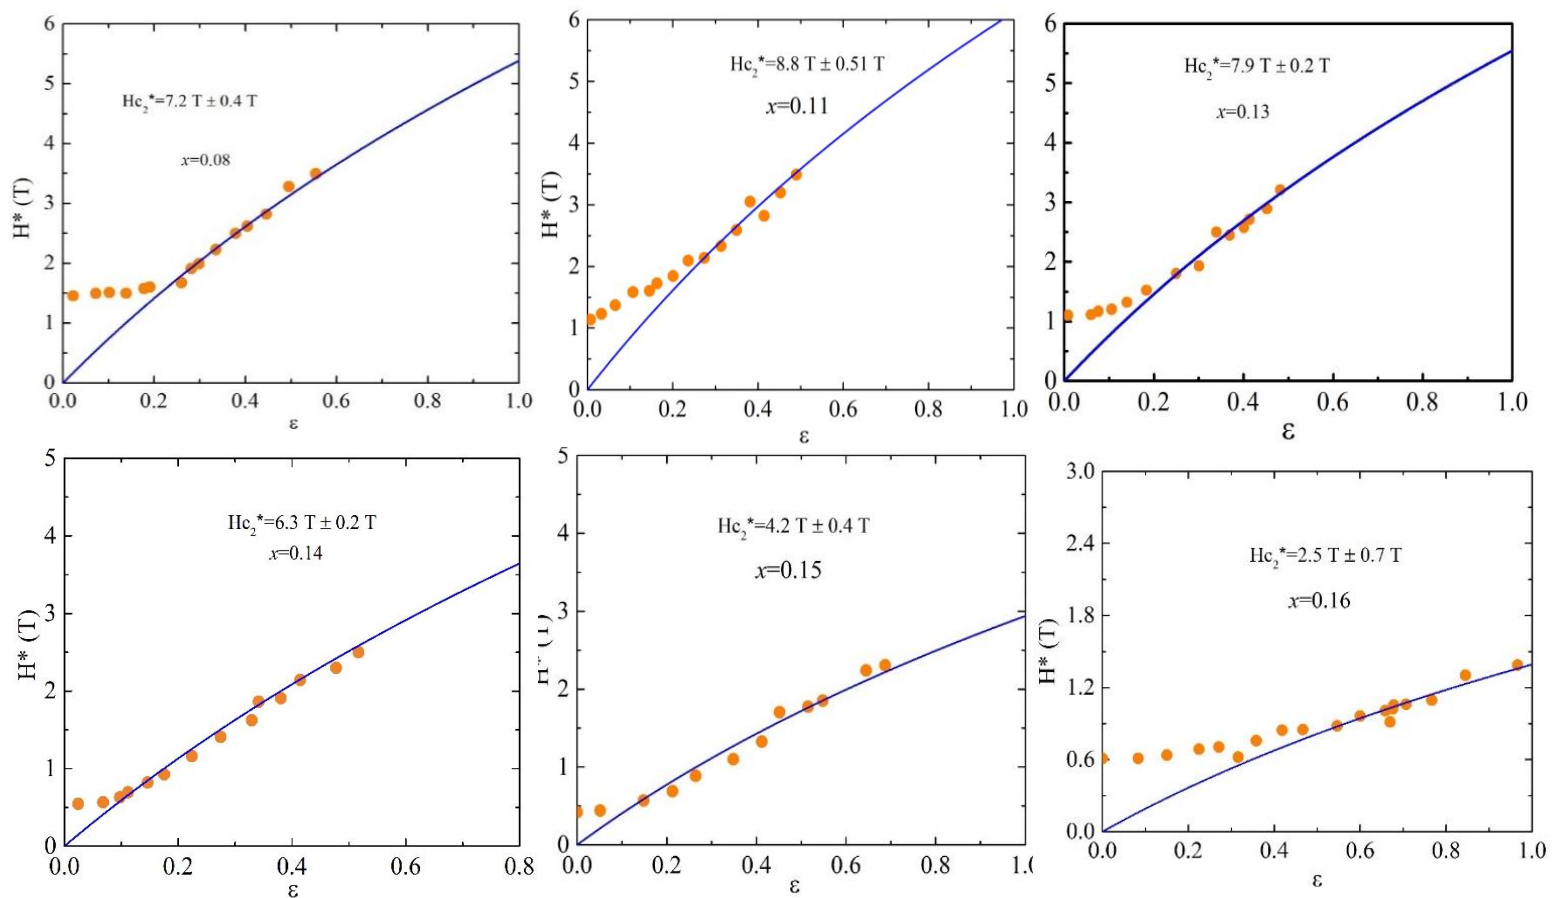 6
5
4
3
2
1
0
H* (T)
Hc2*=7.2 T ± 0.4 T
x=0.08
0.0 0.2 0.4 0.6 0.8 1.0
ε
6
5
4
3
2
1
0
H* (T)
Hc2*=8.8 T ± 0.51 T
x=0.11
0.0 0.2 0.4 0.6 0.8 1.0
ε
6
5
4
3
2
1
0
Hc2*=7.9 T ± 0.2 T
x=0.13
0.0 0.2 0.4 0.6 0.8 1.0
ε
5
4
3
2
1
0
H* (T)
Hc2*=6.3 T ± 0.2 T
x=0.14
0.0 0.2 0.4 0.6 0.8
ε
5
4
3
2
1
0
H* (T)
Hc2*=4.2 T ± 0.4 T
x=0.15
0.0 0.2 0.4 0.6 0.8 1.0
ε
3.0
2.4
1.8
1.2
0.6
0.0
H* (T)
Hc2*=2.5 T ± 0.7 T
x=0.16
0.0 0.2 0.4 0.6 0.8 1.0
ε